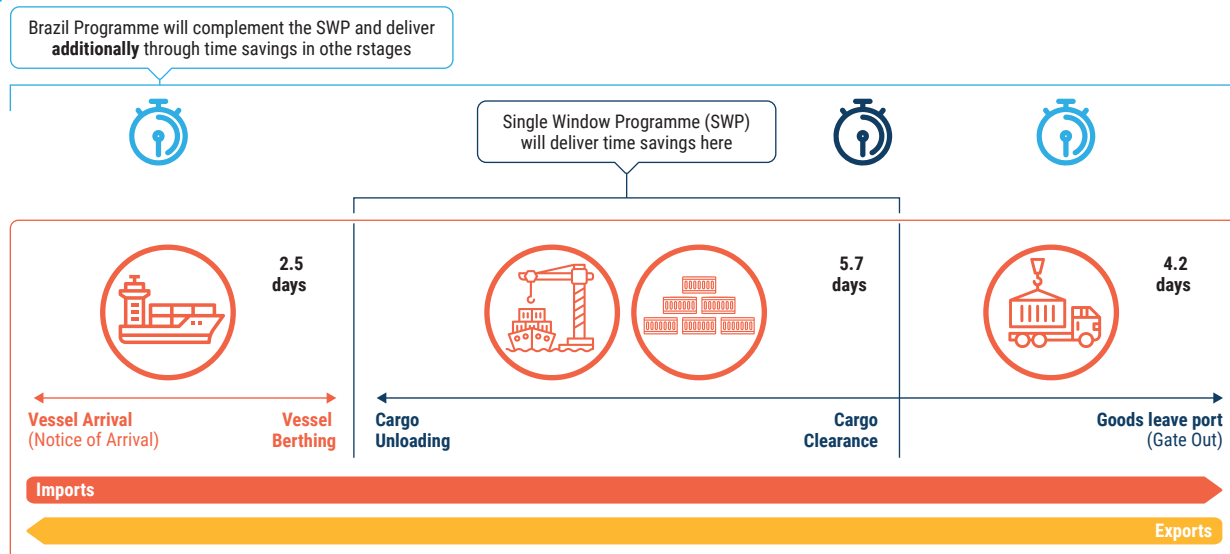 Brazil Programme will complement the SWP and deliver
additionally through time savings in othe rstages
Single Window Programme (SWP)
will deliver time savings here
2.5
days
5.7
days
4.2
days
Vessel Arrival
(Notice of Arrival)
Vessel
Berthing
Cargo
Unloading
Cargo
Clearance
Goods leave port
(Gate Out)
Imports
Exports